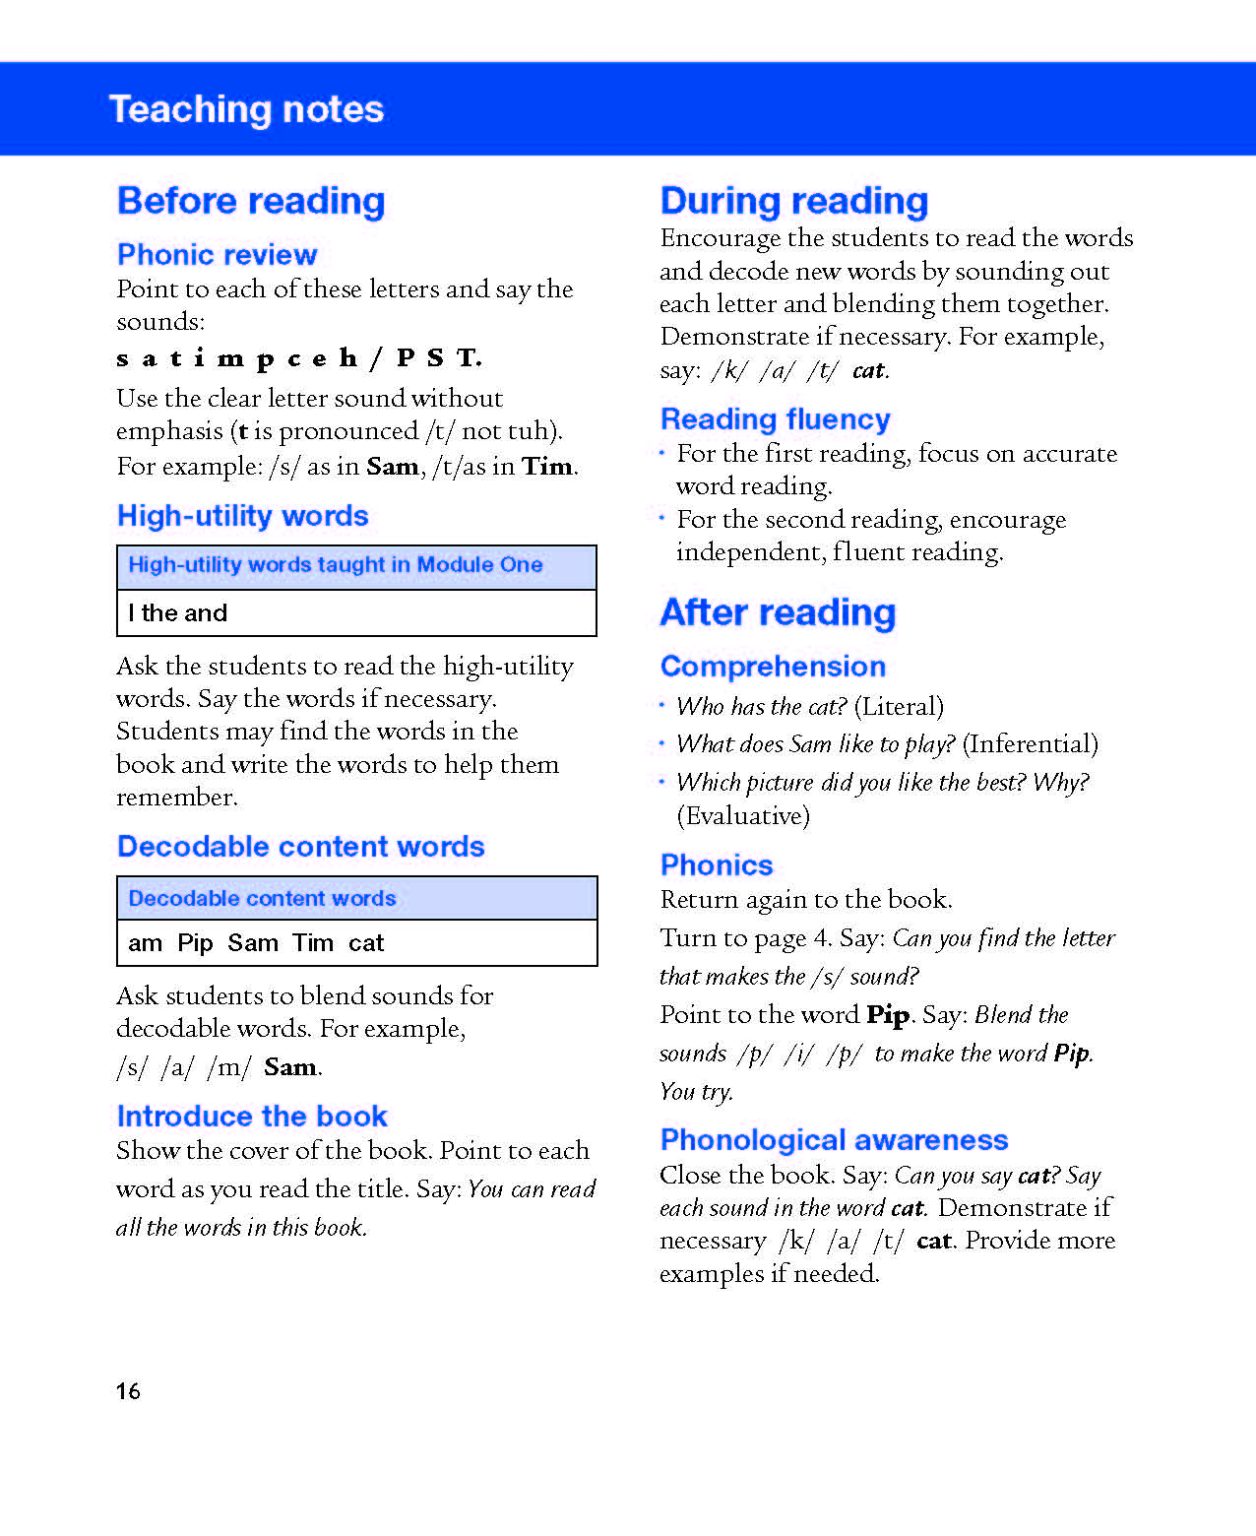 Teaching notes
Before reading
Phonic review
Point to each of these letters and say the
sounds:
s a t i m p c e h / P S T.
Use the clear letter sound without
emphasis (t is pronounced /t/ not tuh).
For example: /s/ as in Sam, /t/as in Tim.
High-utility words
High-utility words taught in Module One
I the and
Ask the students to read the high-utility
words. Say the words if necessary.
Students may find the words in the
book and write the words to help them
remember.
Decodable content words
Decodable content words
am Pip Sam Tim cat
Ask students to blend sounds for
decodable words. For example,
/s/ /a/ /m/ Sam.
Introduce the book
Show the cover of the book. Point to each
word as you read the title. Say: You can read
all the words in this book.
During reading
Encourage the students to read the words
and decode new words by sounding out
each letter and blending them together.
Demonstrate if necessary. For example,
say: /k/ /a/ /t/ cat.
Reading fluency
• For the first reading, focus on accurate
word reading.
• For the second reading, encourage
independent, fluent reading.
After reading
Comprehension
• Who has the cat? (Literal)
• What does Sam like to play? (Inferential)
• Which picture did you like the best? Why?
(Evaluative)
Phonics
Return again to the book.
Turn to page 4. Say: Can you find the letter
that makes the /s/ sound?
Point to the word Pip. Say: Blend the
sounds /p/ /i/ /p/ to make the word Pip.
You try.
Phonological awareness
Close the book. Say: Can you say cat? Say
each sound in the word cat. Demonstrate if
necessary /k/ /a/ /t/ cat. Provide more
examples if needed.
16